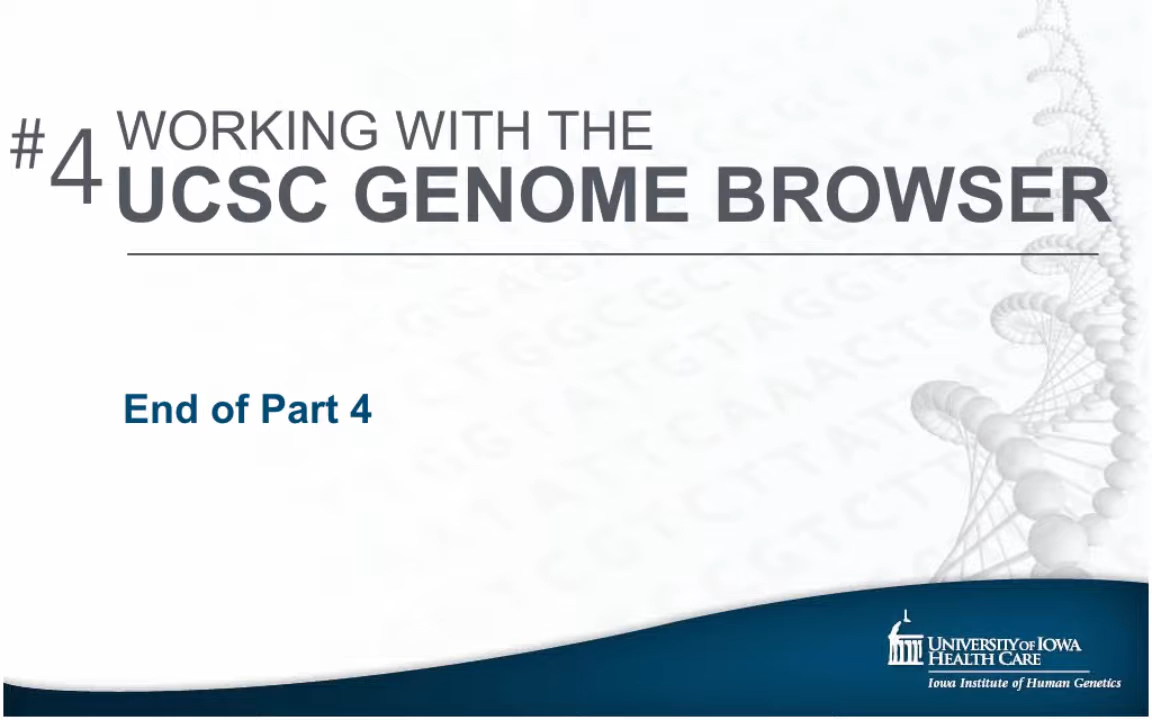 #4 WORKING WITH THE
UCSC GENOME BROWSER
End of Part 4
UNIVERSITY OF IOWA
HEALTH CARE
Iowa Institute of Human Genetics